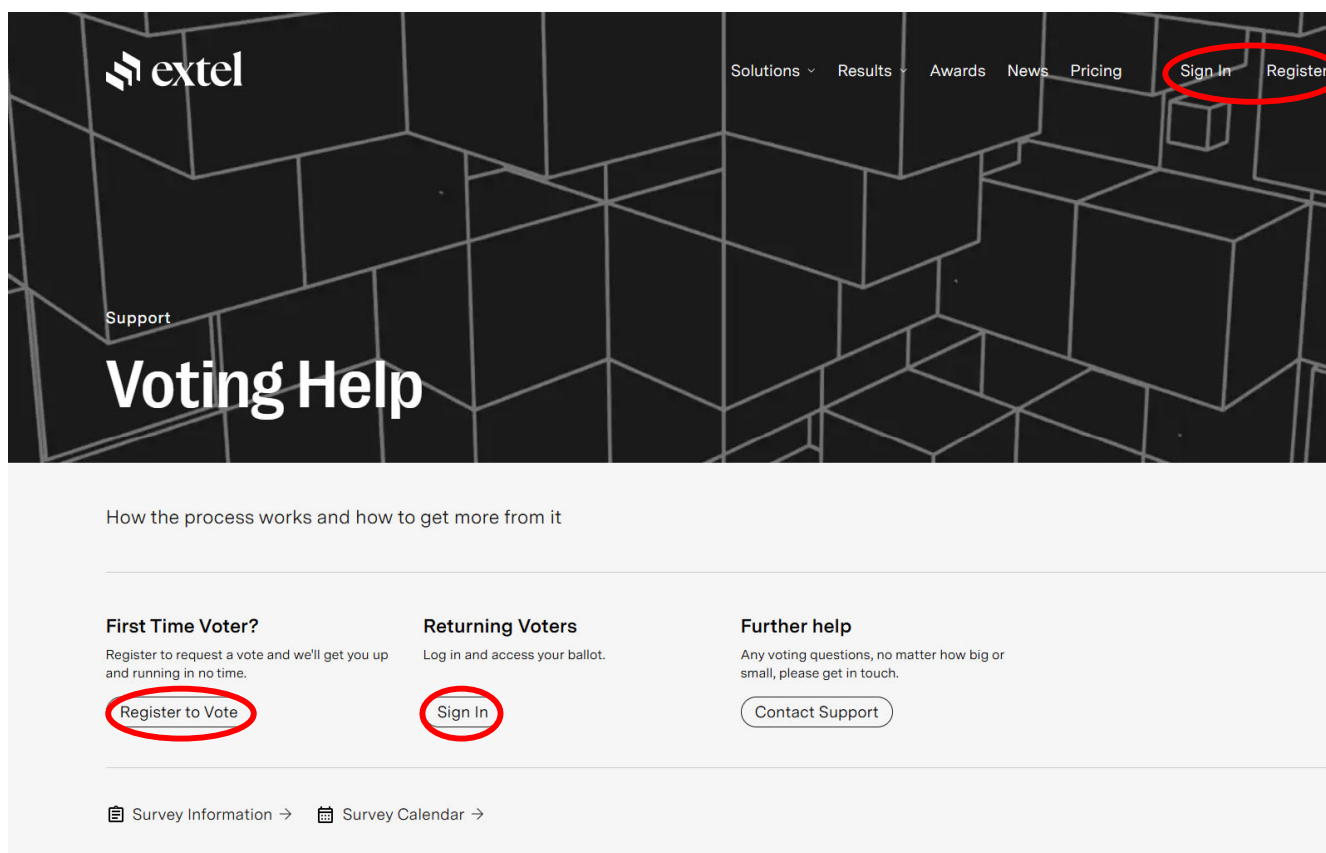 extel
Solutions Results Awards News Pricing Sign In Register
Support
Voting Help
How the process works and how to get more from it
First Time Voter?
Register to request a vote and we'll get you up
and running in no time.
Register to Vote
Returning Voters
Log in and access your ballot.
Sign In
Further help
Any voting questions, no matter how big or
small, please get in touch.
Contact Support
Survey Information → Survey Calendar →